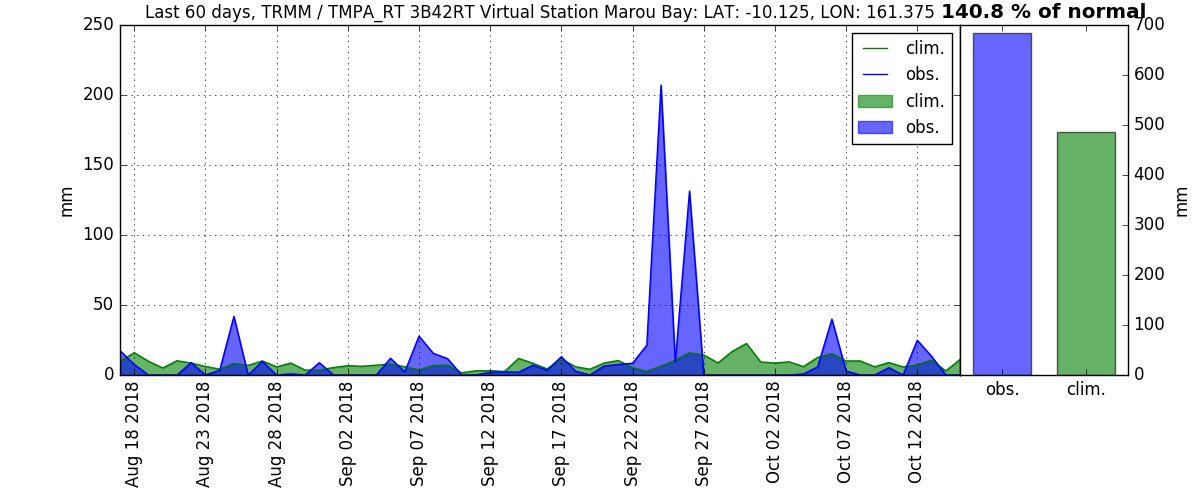 Last 60 days, TRMM / TMPA_RT 3B42RT Virtual Station Marou Bay: LAT: -10.125, LON: 161.375 140.8 % of normal
250
200
150
100
50
0
mm
clim.
obs.
clim.
obs.
Aug 18 2018
Aug 23 2018
Aug 28 2018
Sep 02 2018
Sep 07 2018
Sep 12 2018
Sep 17 2018
Sep 22 2018
Sep 27 2018
Oct 02 2018
Oct 07 2018
Oct 12 2018
700
600
500
400
300
200
100
0
mm
obs. clim.